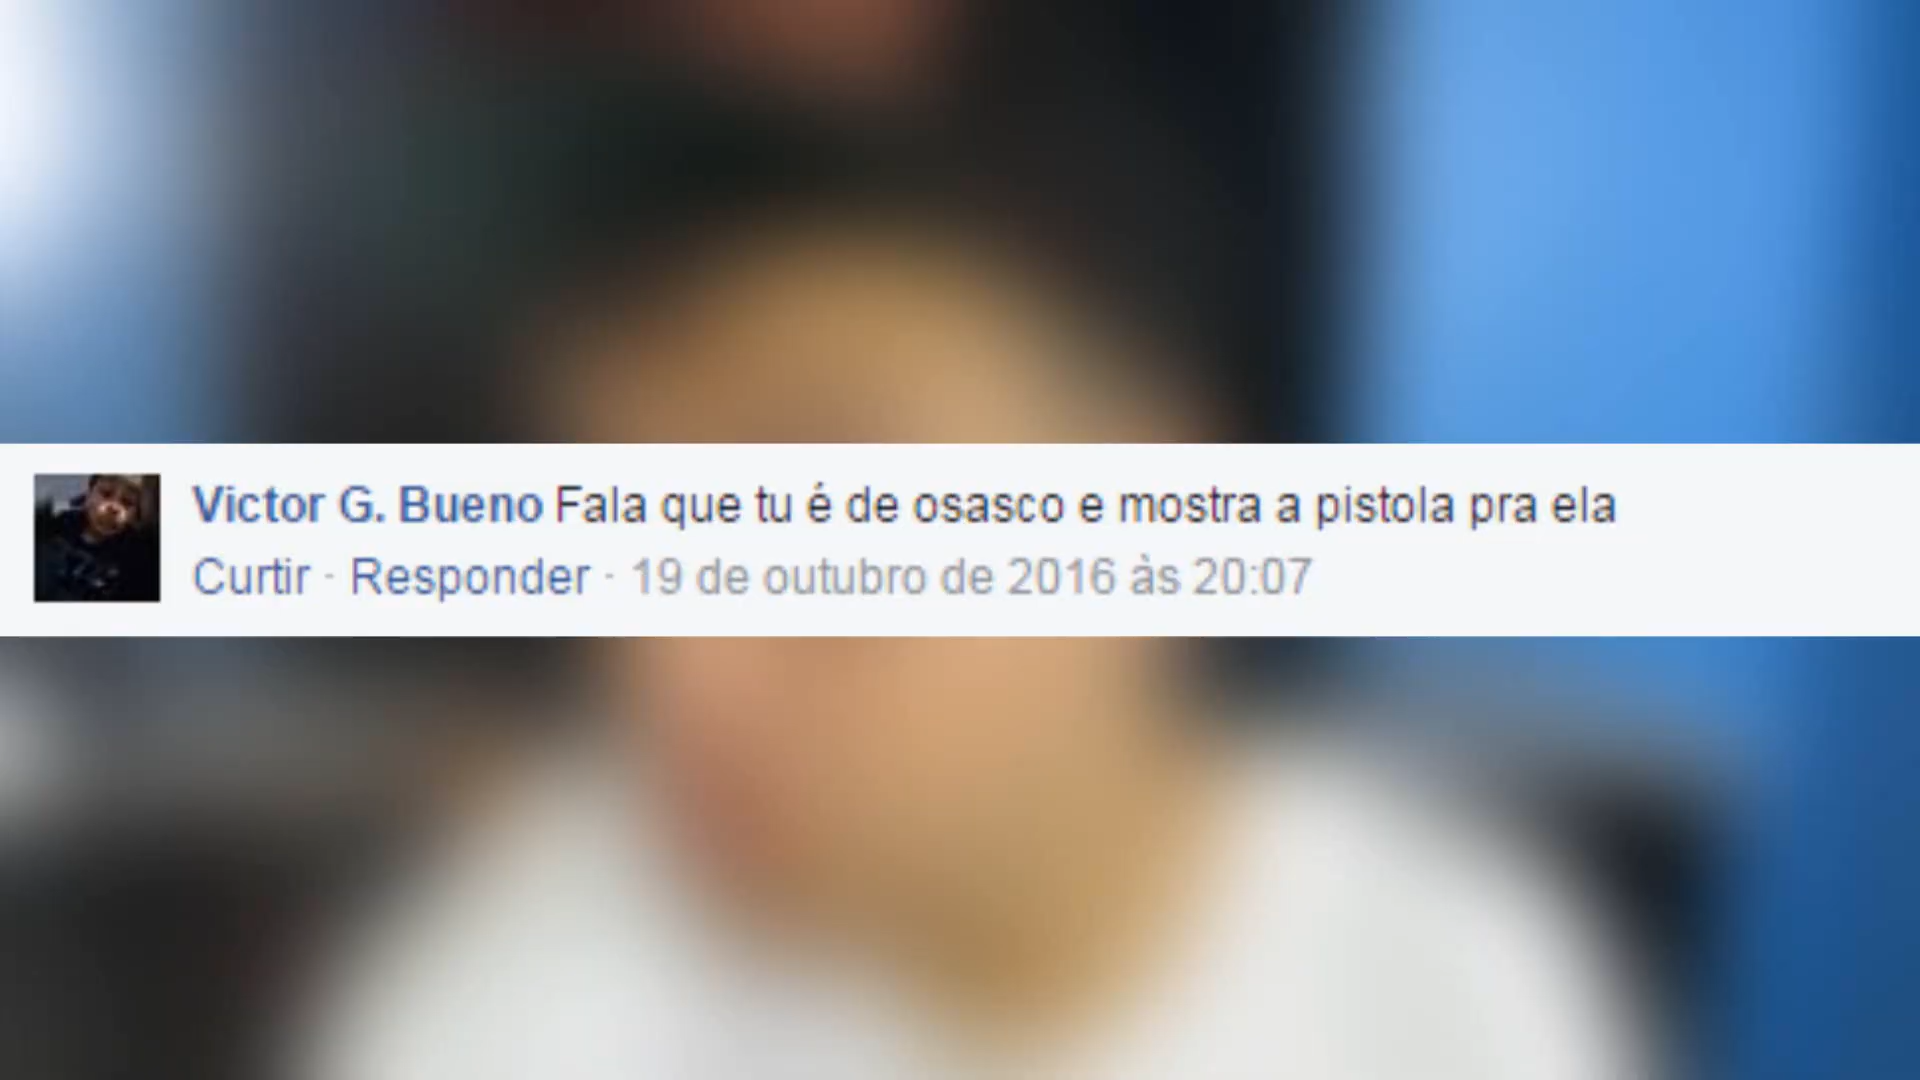 Victor G. Bueno Fala que tu é de osasco e mostra a pistola pra ela
Curtir · Responder · 19 de outubro de 2016 às 20:07